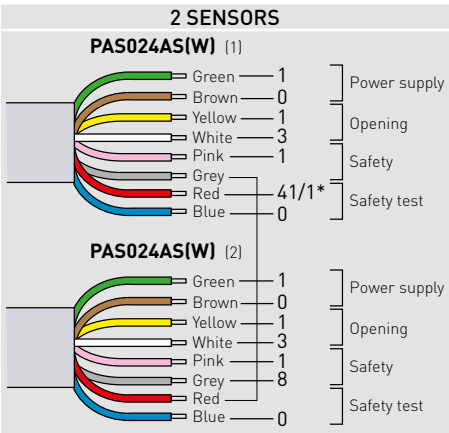 2 SENSORS
PAS024AS(W) (1)
Green 1
Power supply
Brown 0
Yellow 1
Opening
White 3
Pink 1
Safety
Grey
Red 41/1*
Safety test
Blue 0
PAS024AS(W) (2)
Green 1
Power supply
Brown 0
Yellow 1
Opening
White 3
Pink 1
Safety
Grey 8
Red
Safety test
Blue 0